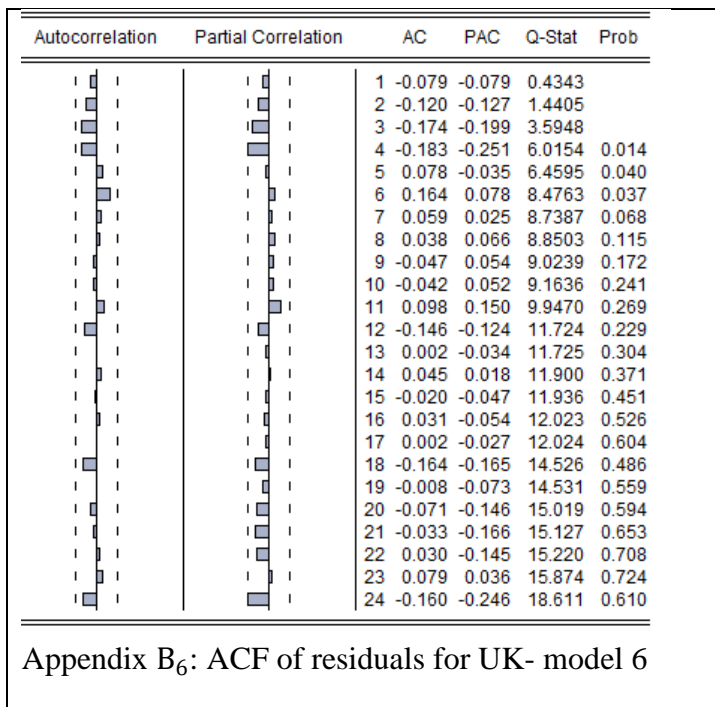 Autocorrelation Partial Correlation AC PAC Q-Stat Prob
1 -0.079 -0.079 0.4343
2 -0.120 -0.127 1.4405
3 -0.174 -0.199 3.5948
4 -0.183 -0.251 6.0154 0.014
5 0.078 -0.035 6.4595 0.040
6 0.164 0.078 8.4763 0.037
7 0.059 0.025 8.7387 0.068
8 0.038 0.066 8.8503 0.115
9 -0.047 0.054 9.0239 0.172
10 -0.042 0.052 9.1636 0.241
11 0.098 0.150 9.9470 0.269
12 -0.146 -0.124 11.724 0.229
13 0.002 -0.034 11.725 0.304
14 0.045 0.018 11.900 0.371
15 -0.020 -0.047 11.936 0.451
16 0.031 -0.054 12.023 0.526
17 0.002 -0.027 12.024 0.604
18 -0.164 -0.165 14.526 0.486
19 -0.008 -0.073 14.531 0.559
20 -0.071 -0.146 15.019 0.594
21 -0.033 -0.166 15.127 0.653
22 0.030 -0.145 15.220 0.708
23 0.079 0.036 15.874 0.724
24 -0.160 -0.246 18.611 0.610
Appendix B₆: ACF of residuals for UK- model 6